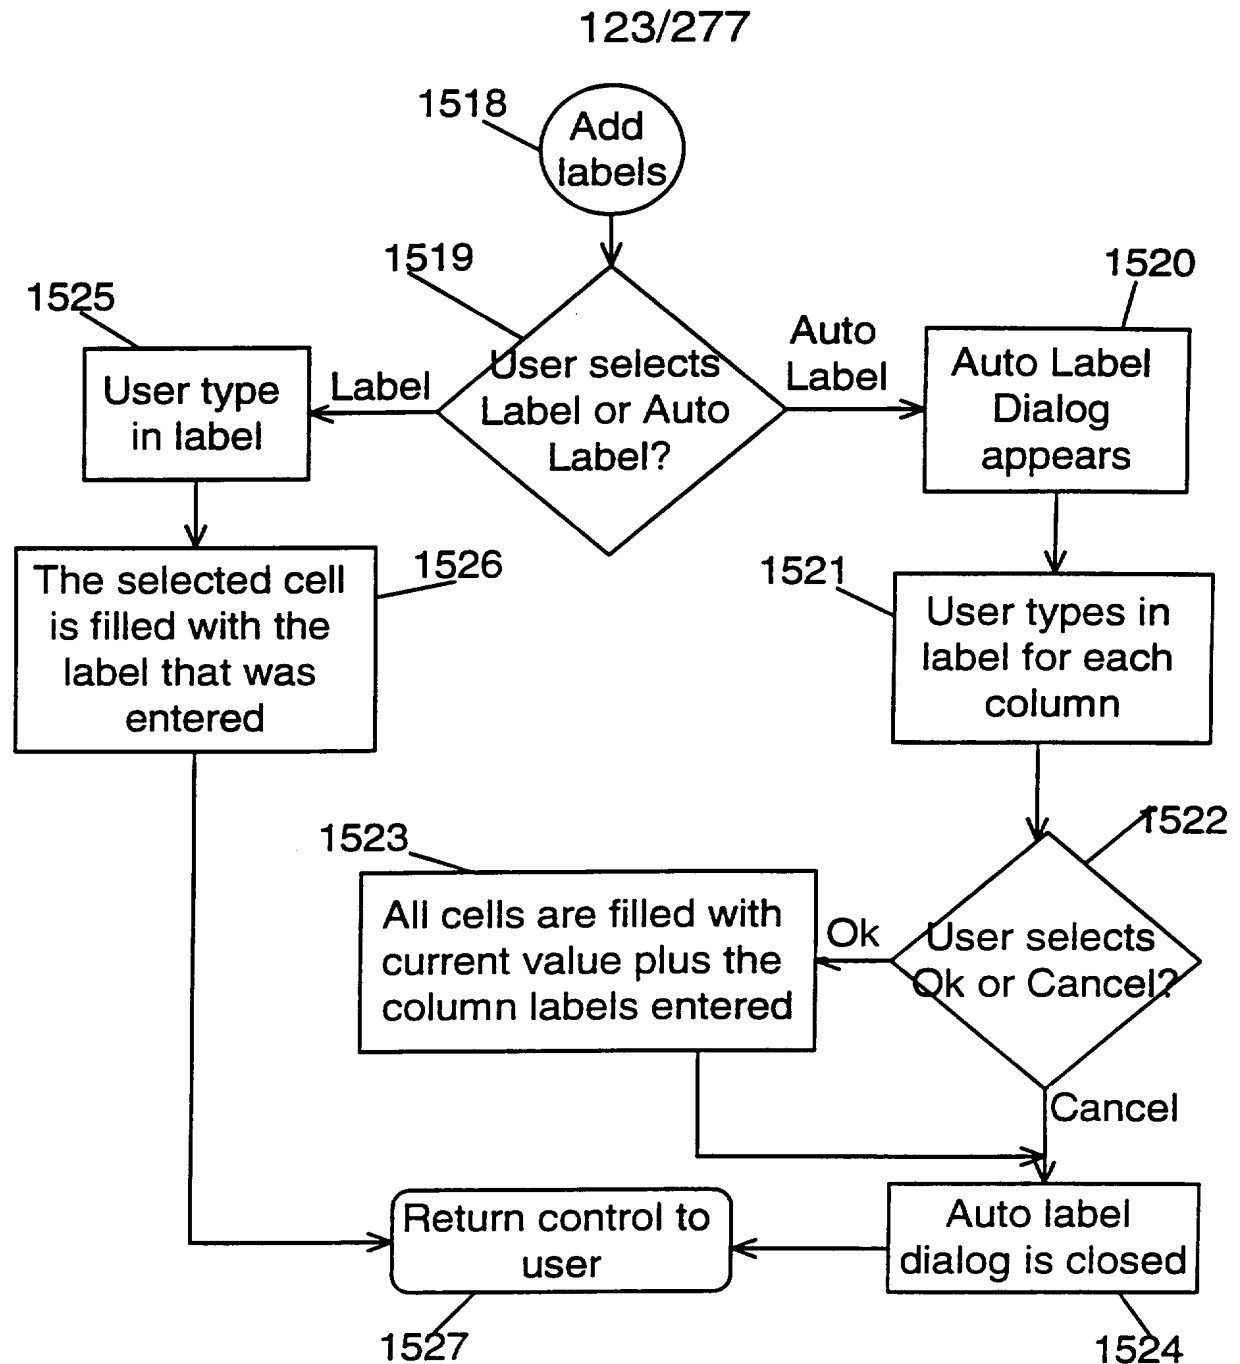 123/277
1518
Add
labels
1519
User selects
Label or Auto
Label?
Label
Auto
Label
1525
User type
in label
1520
Auto Label
Dialog
appears
1526
The selected cell
is filled with the
label that was
entered
1521
User types in
label for each
column
1522
User selects
Ok or Cancel?
Ok
1523
All cells are filled with
current value plus the
column labels entered
Cancel
Auto label
dialog is closed
1524
Return control to
user
1527